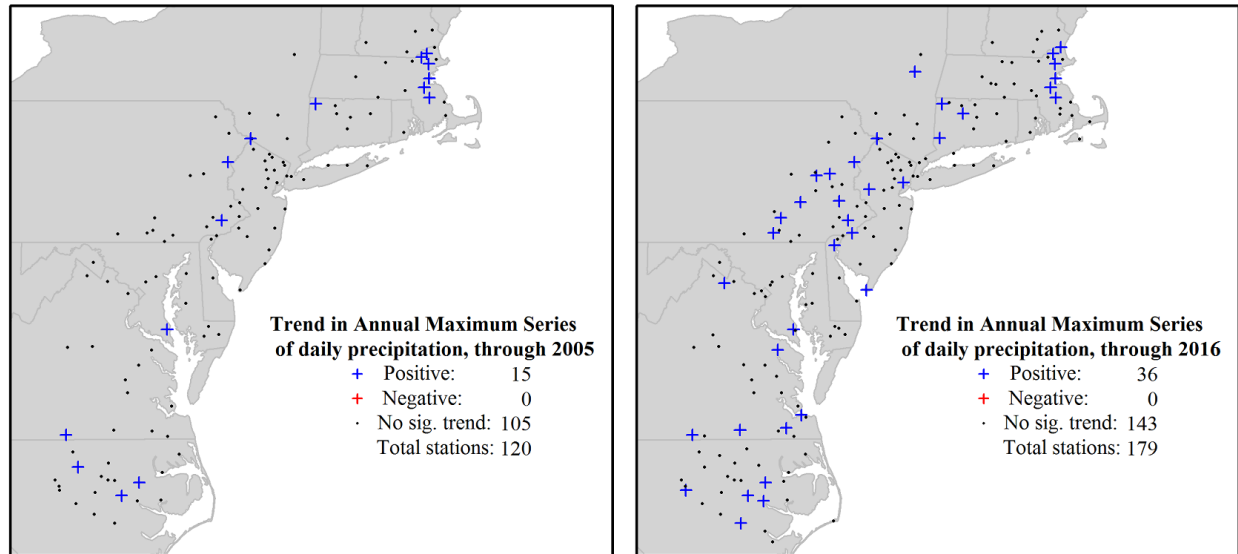 Trend in Annual Maximum Series
of daily precipitation, through 2005
+ Positive: 15
+ Negative: 0
· No sig. trend: 105
Total stations: 120
Trend in Annual Maximum Series
of daily precipitation, through 2016
+ Positive: 36
+ Negative: 0
· No sig. trend: 143
Total stations: 179